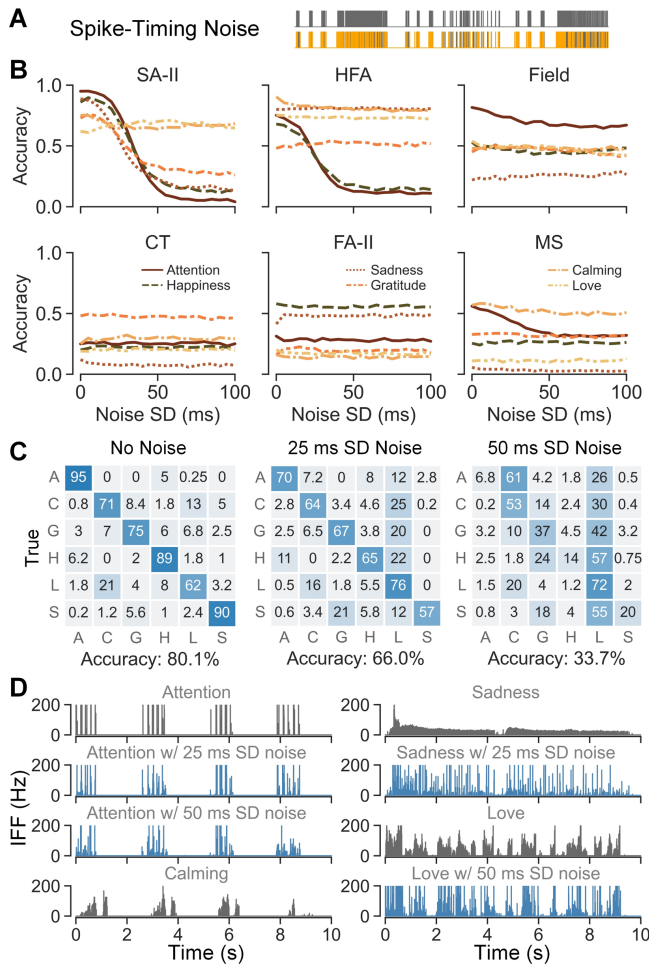 A
Spike-Timing Noise
B
SA-II HFA Field
Accuracy
1.0
0.5
0.0
CT FA-II MS
Accuracy
1.0
0.5
0.0
Attention
Happiness
Sadness
Gratitude
Calming
Love
0 50 100 0 50 100 0 50 100
Noise SD (ms) Noise SD (ms) Noise SD (ms)
C
No Noise 25 ms SD Noise 50 ms SD Noise
True
A 95 0 0 5 0.25 0 A 70 7.2 0 8 12 2.8 A 6.8 61 4.2 1.8 26 0.5
C 0.8 71 8.4 1.8 13 5 C 2.8 64 3.4 4.6 25 0.2 C 0.2 53 14 2.4 30 0.4
G 3 7 75 6 6.8 2.5 G 2.5 6.5 67 3.8 20 0 G 3.2 10 37 4.5 42 3.2
H 6.2 0 2 89 1.8 1 H 11 0 2.2 65 22 0 H 2.5 1.8 24 14 57 0.75
L 1.8 21 4 8 62 3.2 L 0.5 16 1.8 5.5 76 0 L 1.5 20 4 1.2 72 2
S 0.2 1.2 5.6 1 2.4 90 S 0.6 3.4 21 5.8 12 57 S 0.8 3 18 4 55 20
A C G H L S A C G H L S A C G H L S
Accuracy: 80.1% Accuracy: 66.0% Accuracy: 33.7%
D
IFF (Hz)
Attention Sadness
200 200
0 0
Attention w/ 25 ms SD noise Sadness w/ 25 ms SD noise
200 200
0 0
Attention w/ 50 ms SD noise Love
200 200
0 0
Calming Love w/ 50 ms SD noise
200 200
0 0
0 2 4 6 8 10 0 2 4 6 8 10
Time (s) Time (s)